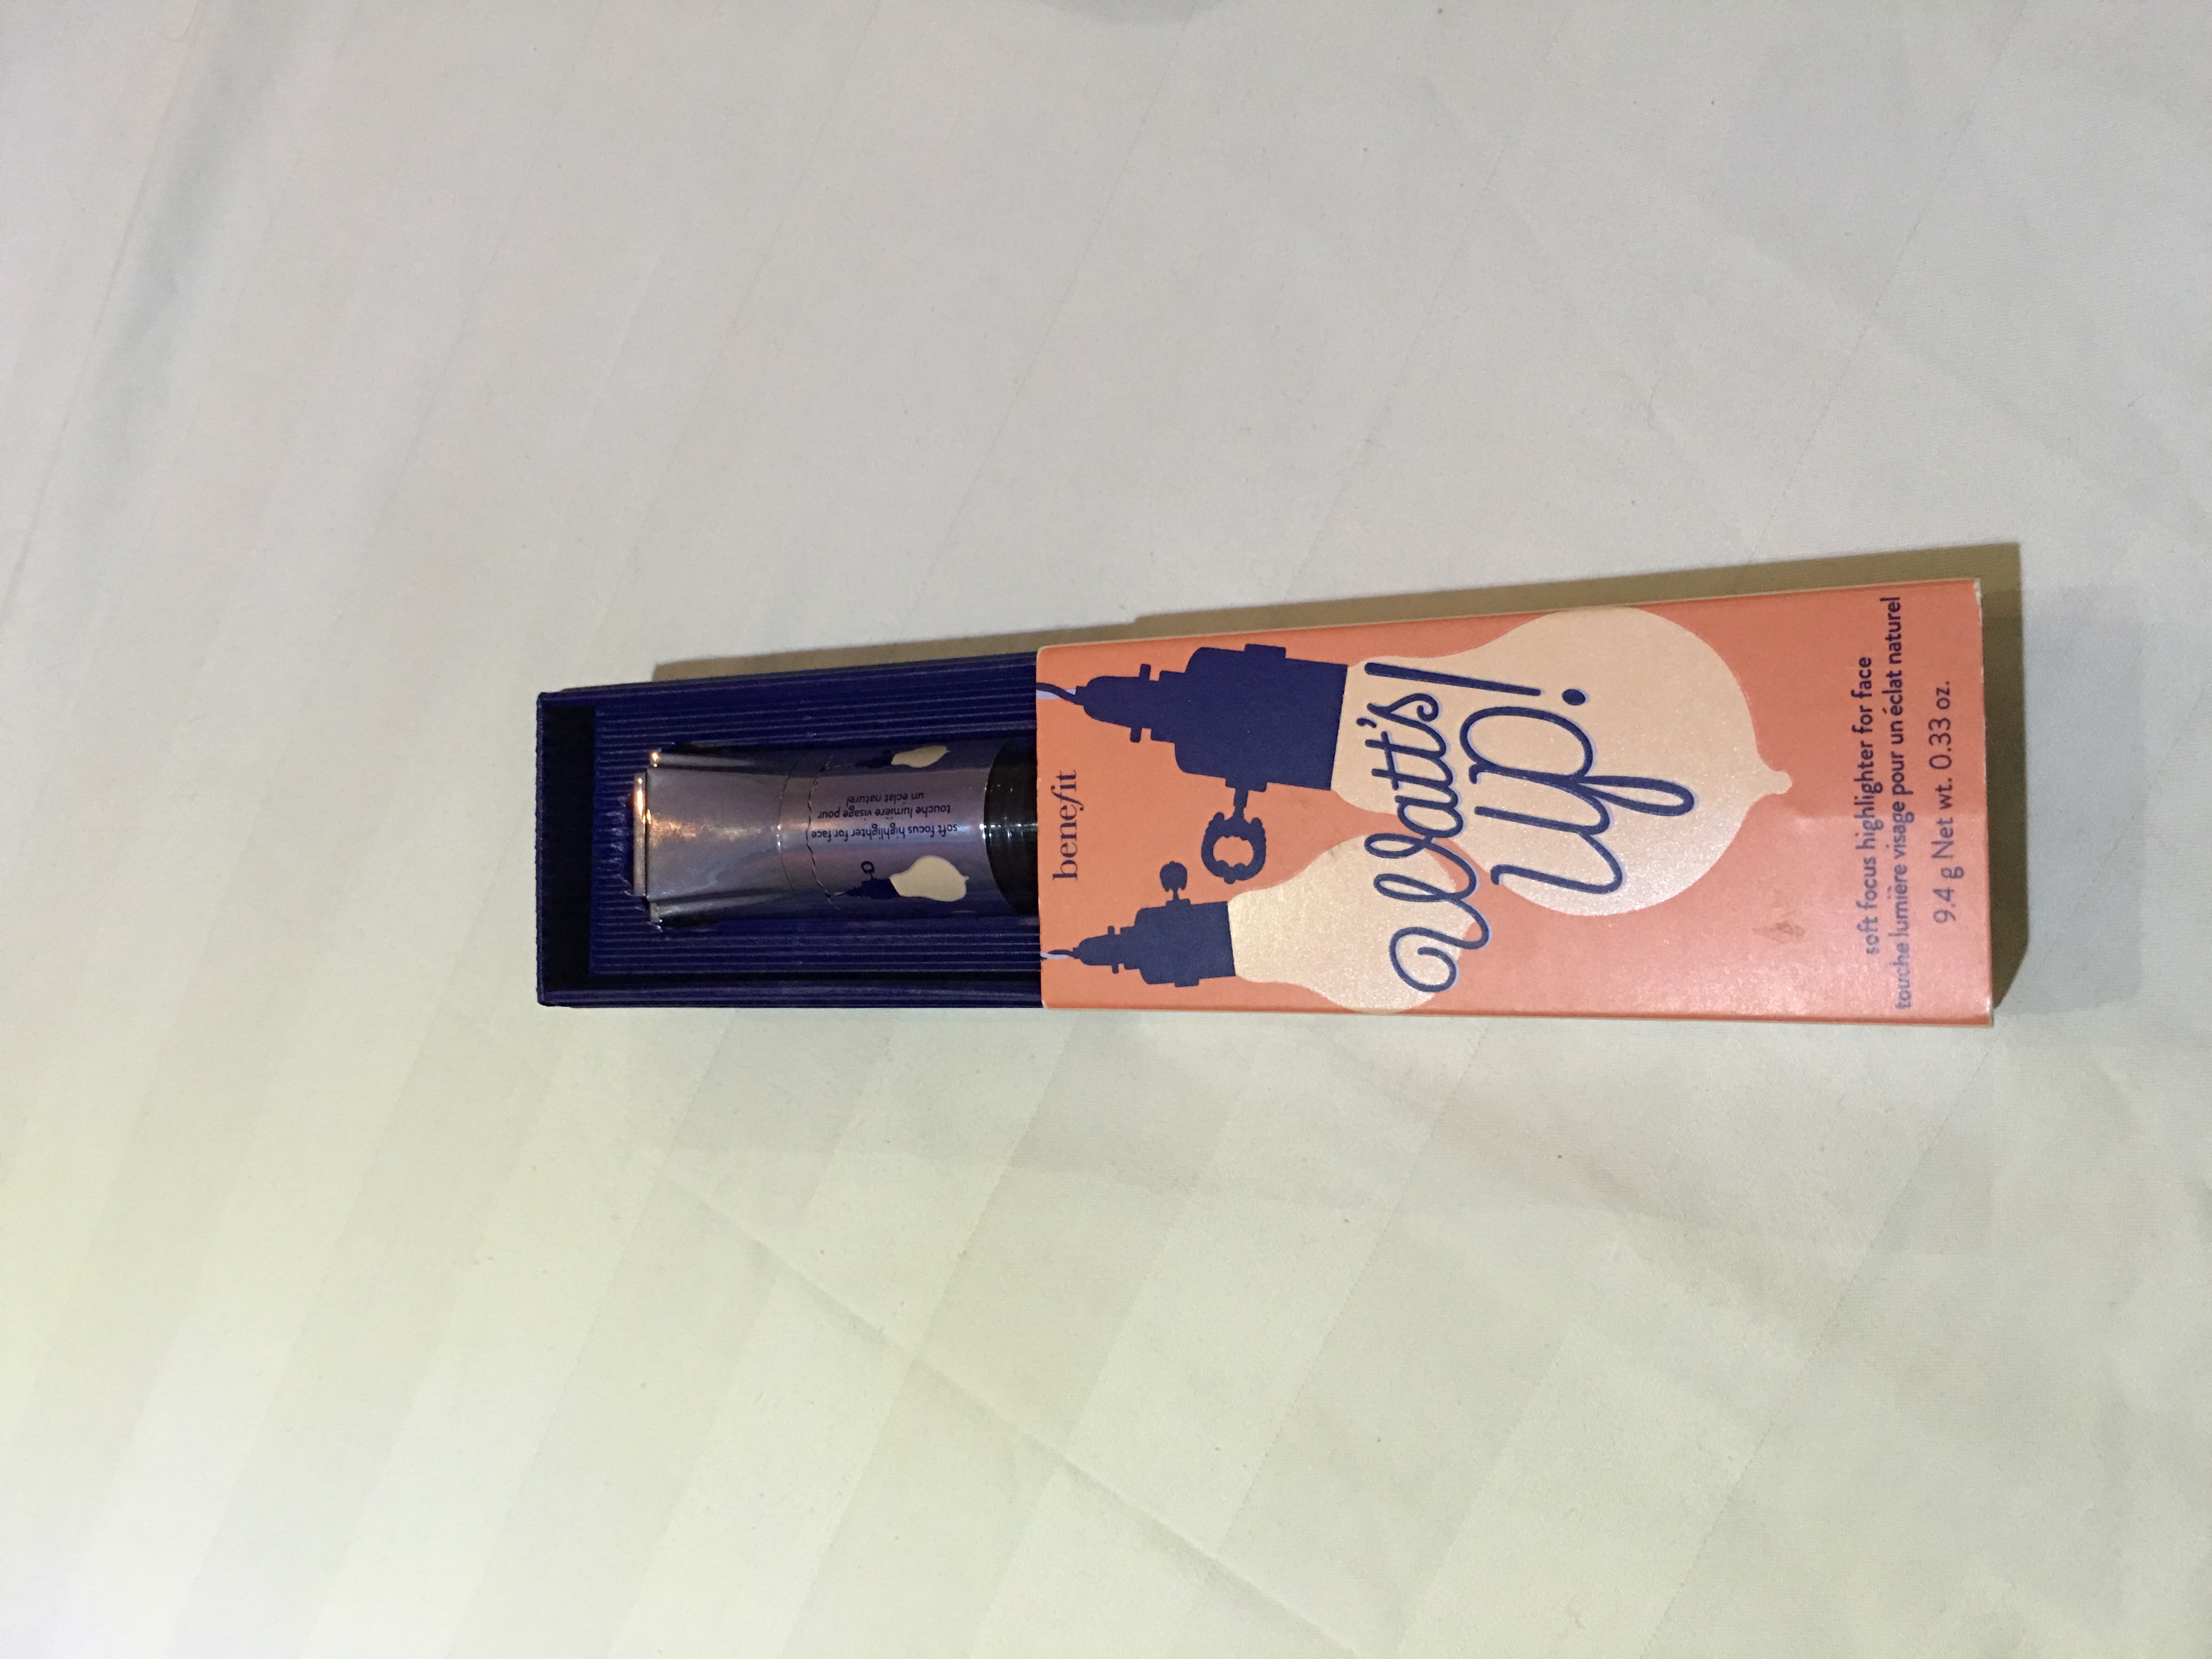 benefit
watt's
up!
soft focus highlighter for face
touche lumière visage pour un éclat naturel
9.4 g Net wt. 0.33 oz.
soft focus highlighter for face
touche lumière visage pour
un éclat naturel